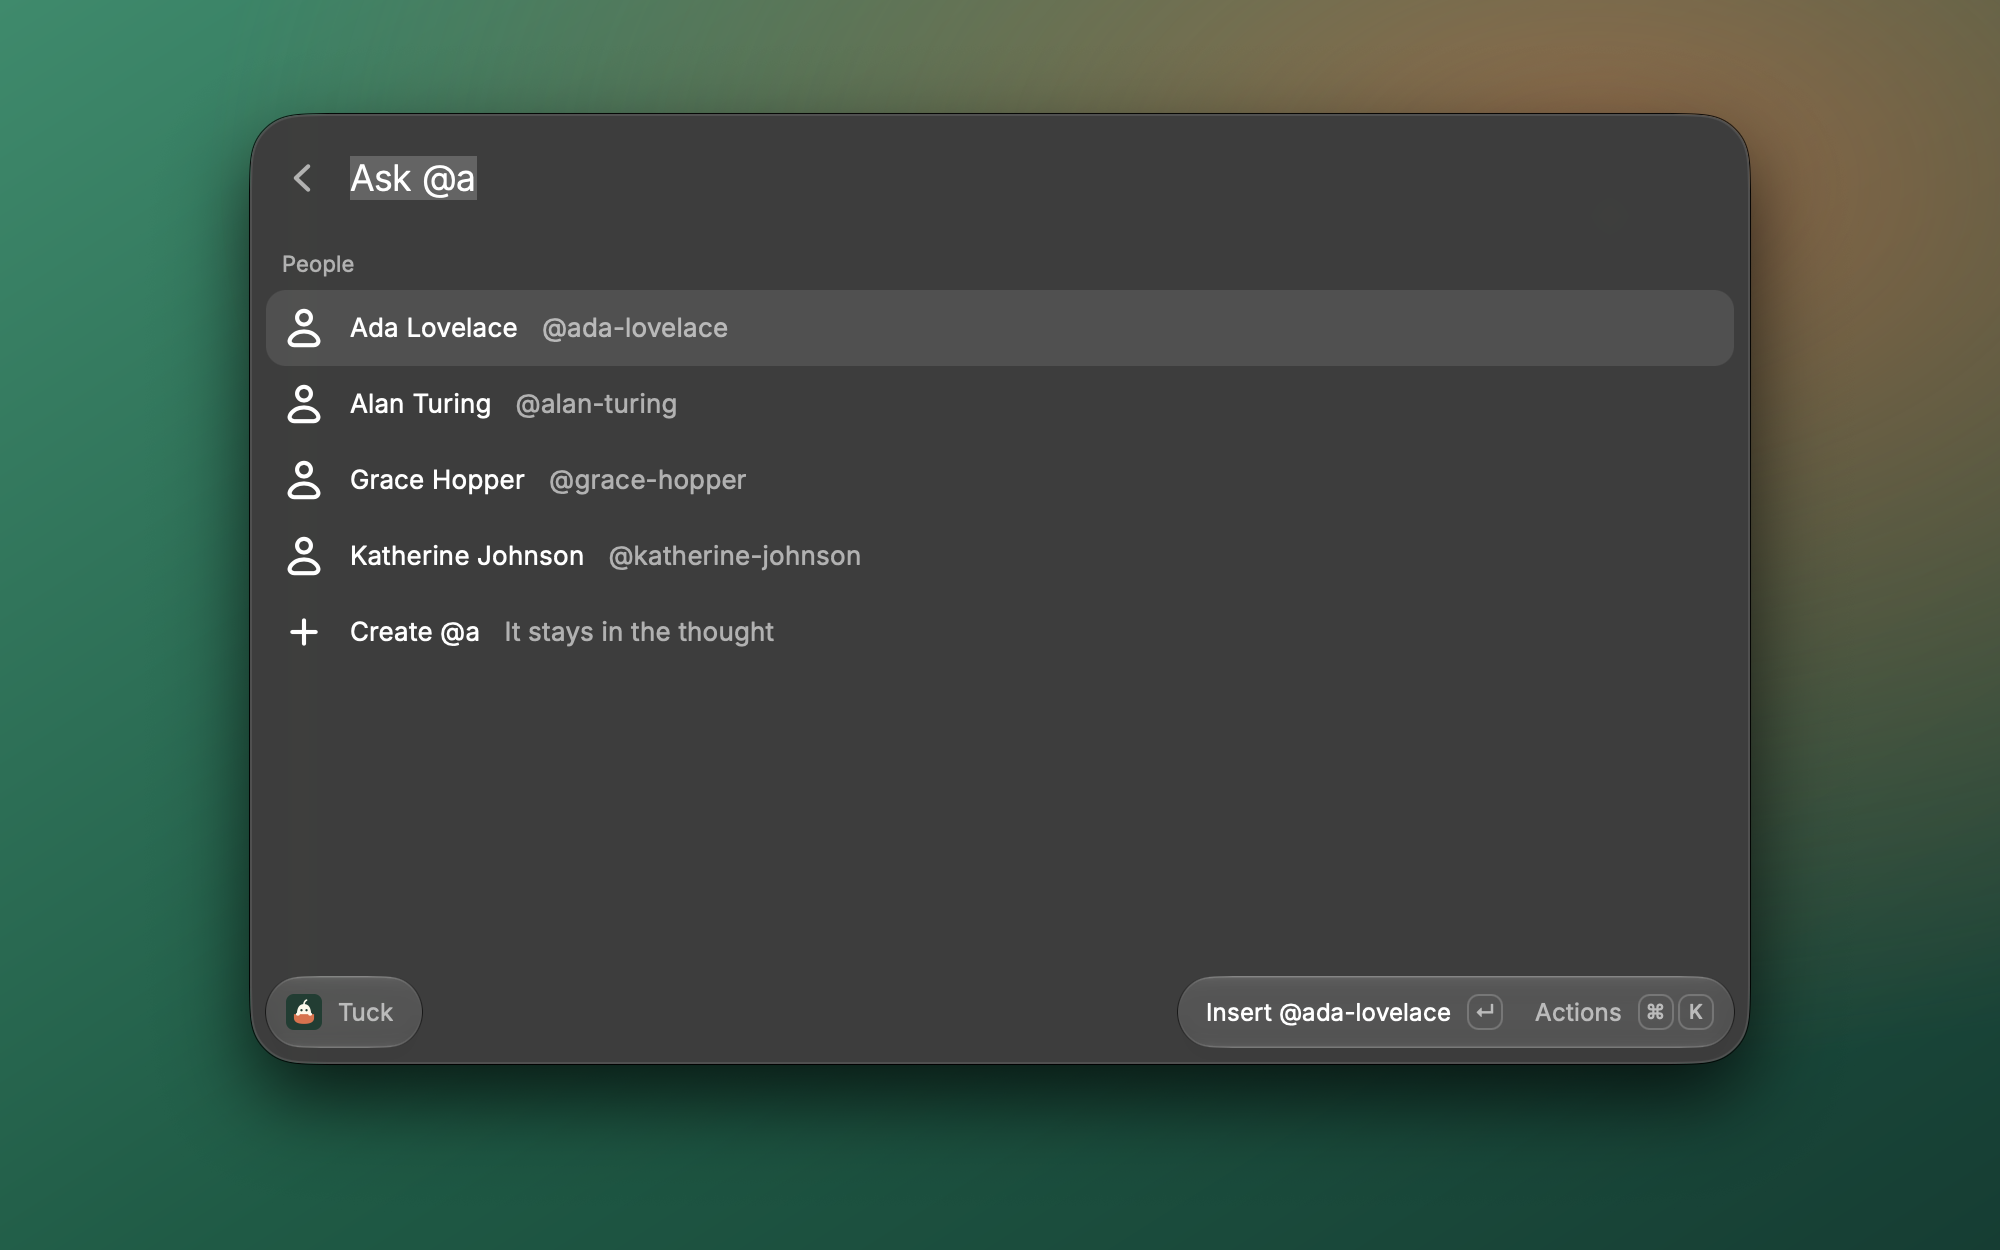 Ask @a
People
Ada Lovelace @ada-lovelace
Alan Turing @alan-turing
Grace Hopper @grace-hopper
Katherine Johnson @katherine-johnson
Create @a It stays in the thought
Tuck
Insert @ada-lovelace ↵ Actions ⌘ K